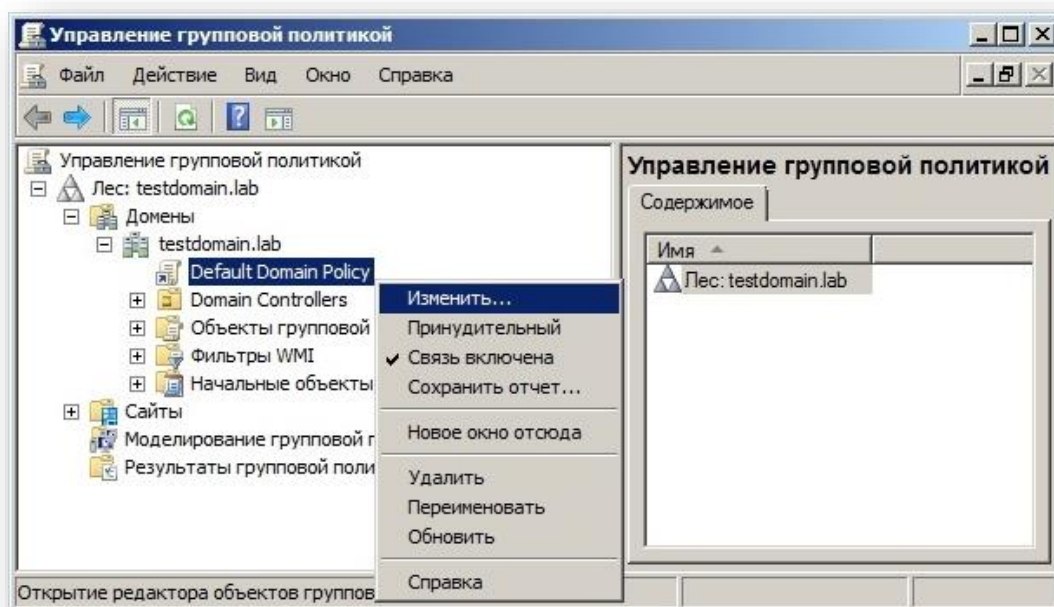 Управление групповой политикой
Файл Действие Вид Окно Справка
Управление групповой политикой
Лес: testdomain.lab
Домены
testdomain.lab
Default Domain Policy
Domain Controllers
Объекты групповой
Фильтры WMI
Начальные объекты
Сайты
Моделирование групповой
Результаты групповой
Изменить...
Принудительный
Связь включена
Сохранить отчет...
Новое окно отсюда
Удалить
Переименовать
Обновить
Справка
Управление групповой политикой
Содержимое
Имя
Лес: testdomain.lab
Открытие редактора объектов